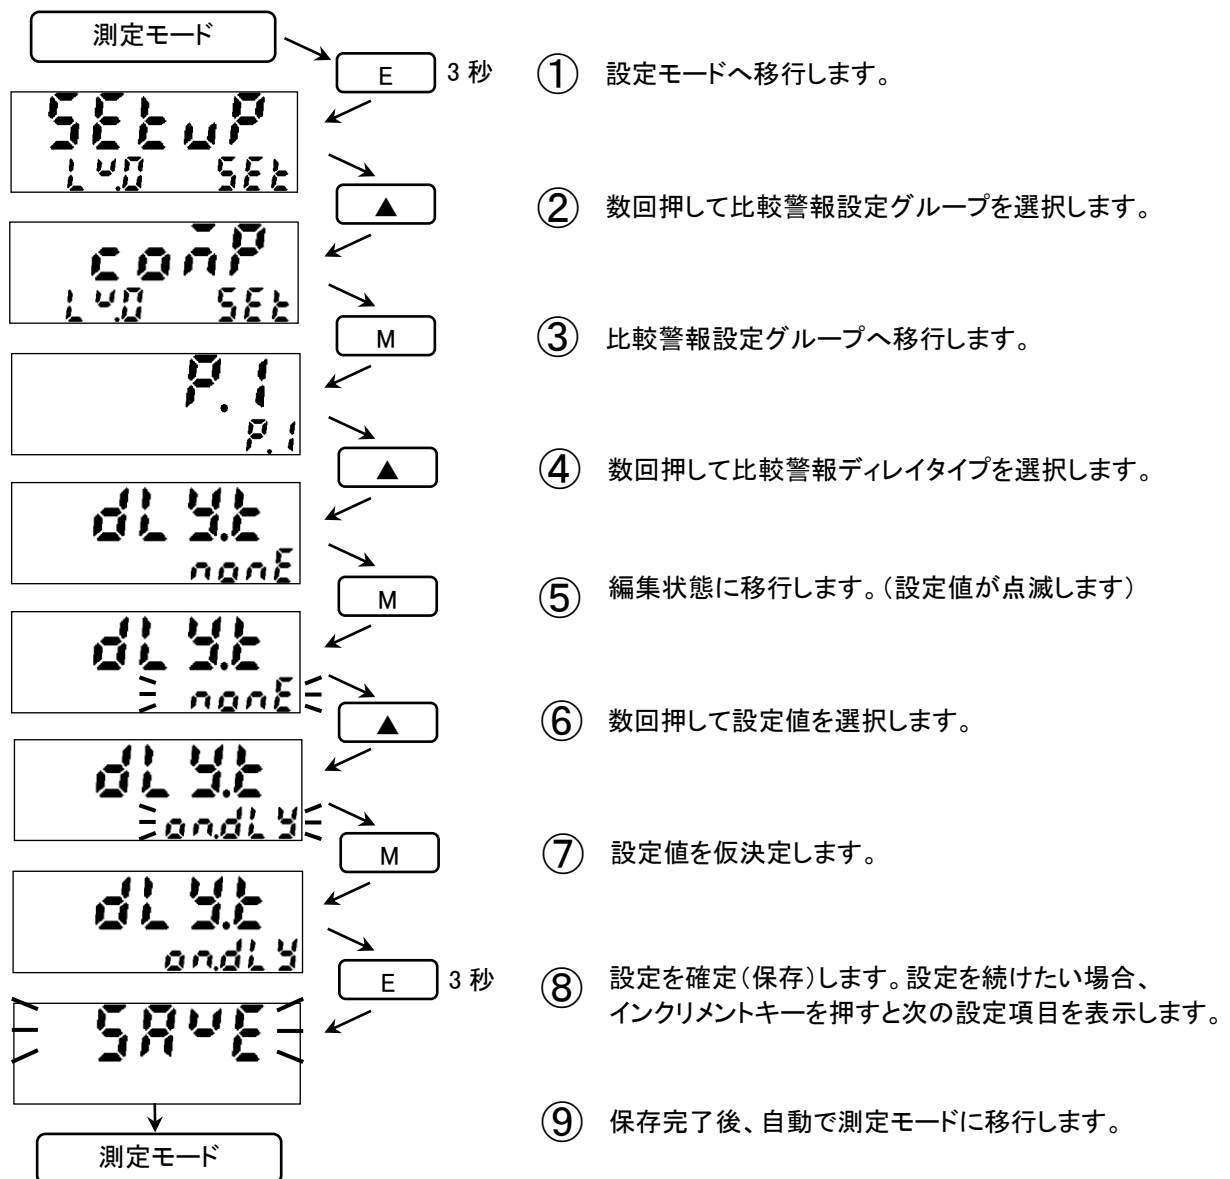 測定モード
E 3秒 ① 設定モードへ移行します。
SEtuP
Lv.0 SEt
▲ ② 数回押して比較警報設定グループを選択します。
comP
Lv.0 SEt
M ③ 比較警報設定グループへ移行します。
P.1
P.1
▲ ④ 数回押して比較警報ディレイタイプを選択します。
dLY.t
nonE
M ⑤ 編集状態に移行します。(設定値が点滅します)
dLY.t
nonE
▲ ⑥ 数回押して設定値を選択します。
dLY.t
on.dLY
M ⑦ 設定値を仮決定します。
dLY.t
on.dLY
E 3秒 ⑧ 設定を確定(保存)します。設定を続けたい場合、
インクリメントキーを押すと次の設定項目を表示します。
SAvE
⑨ 保存完了後、自動で測定モードに移行します。
測定モード